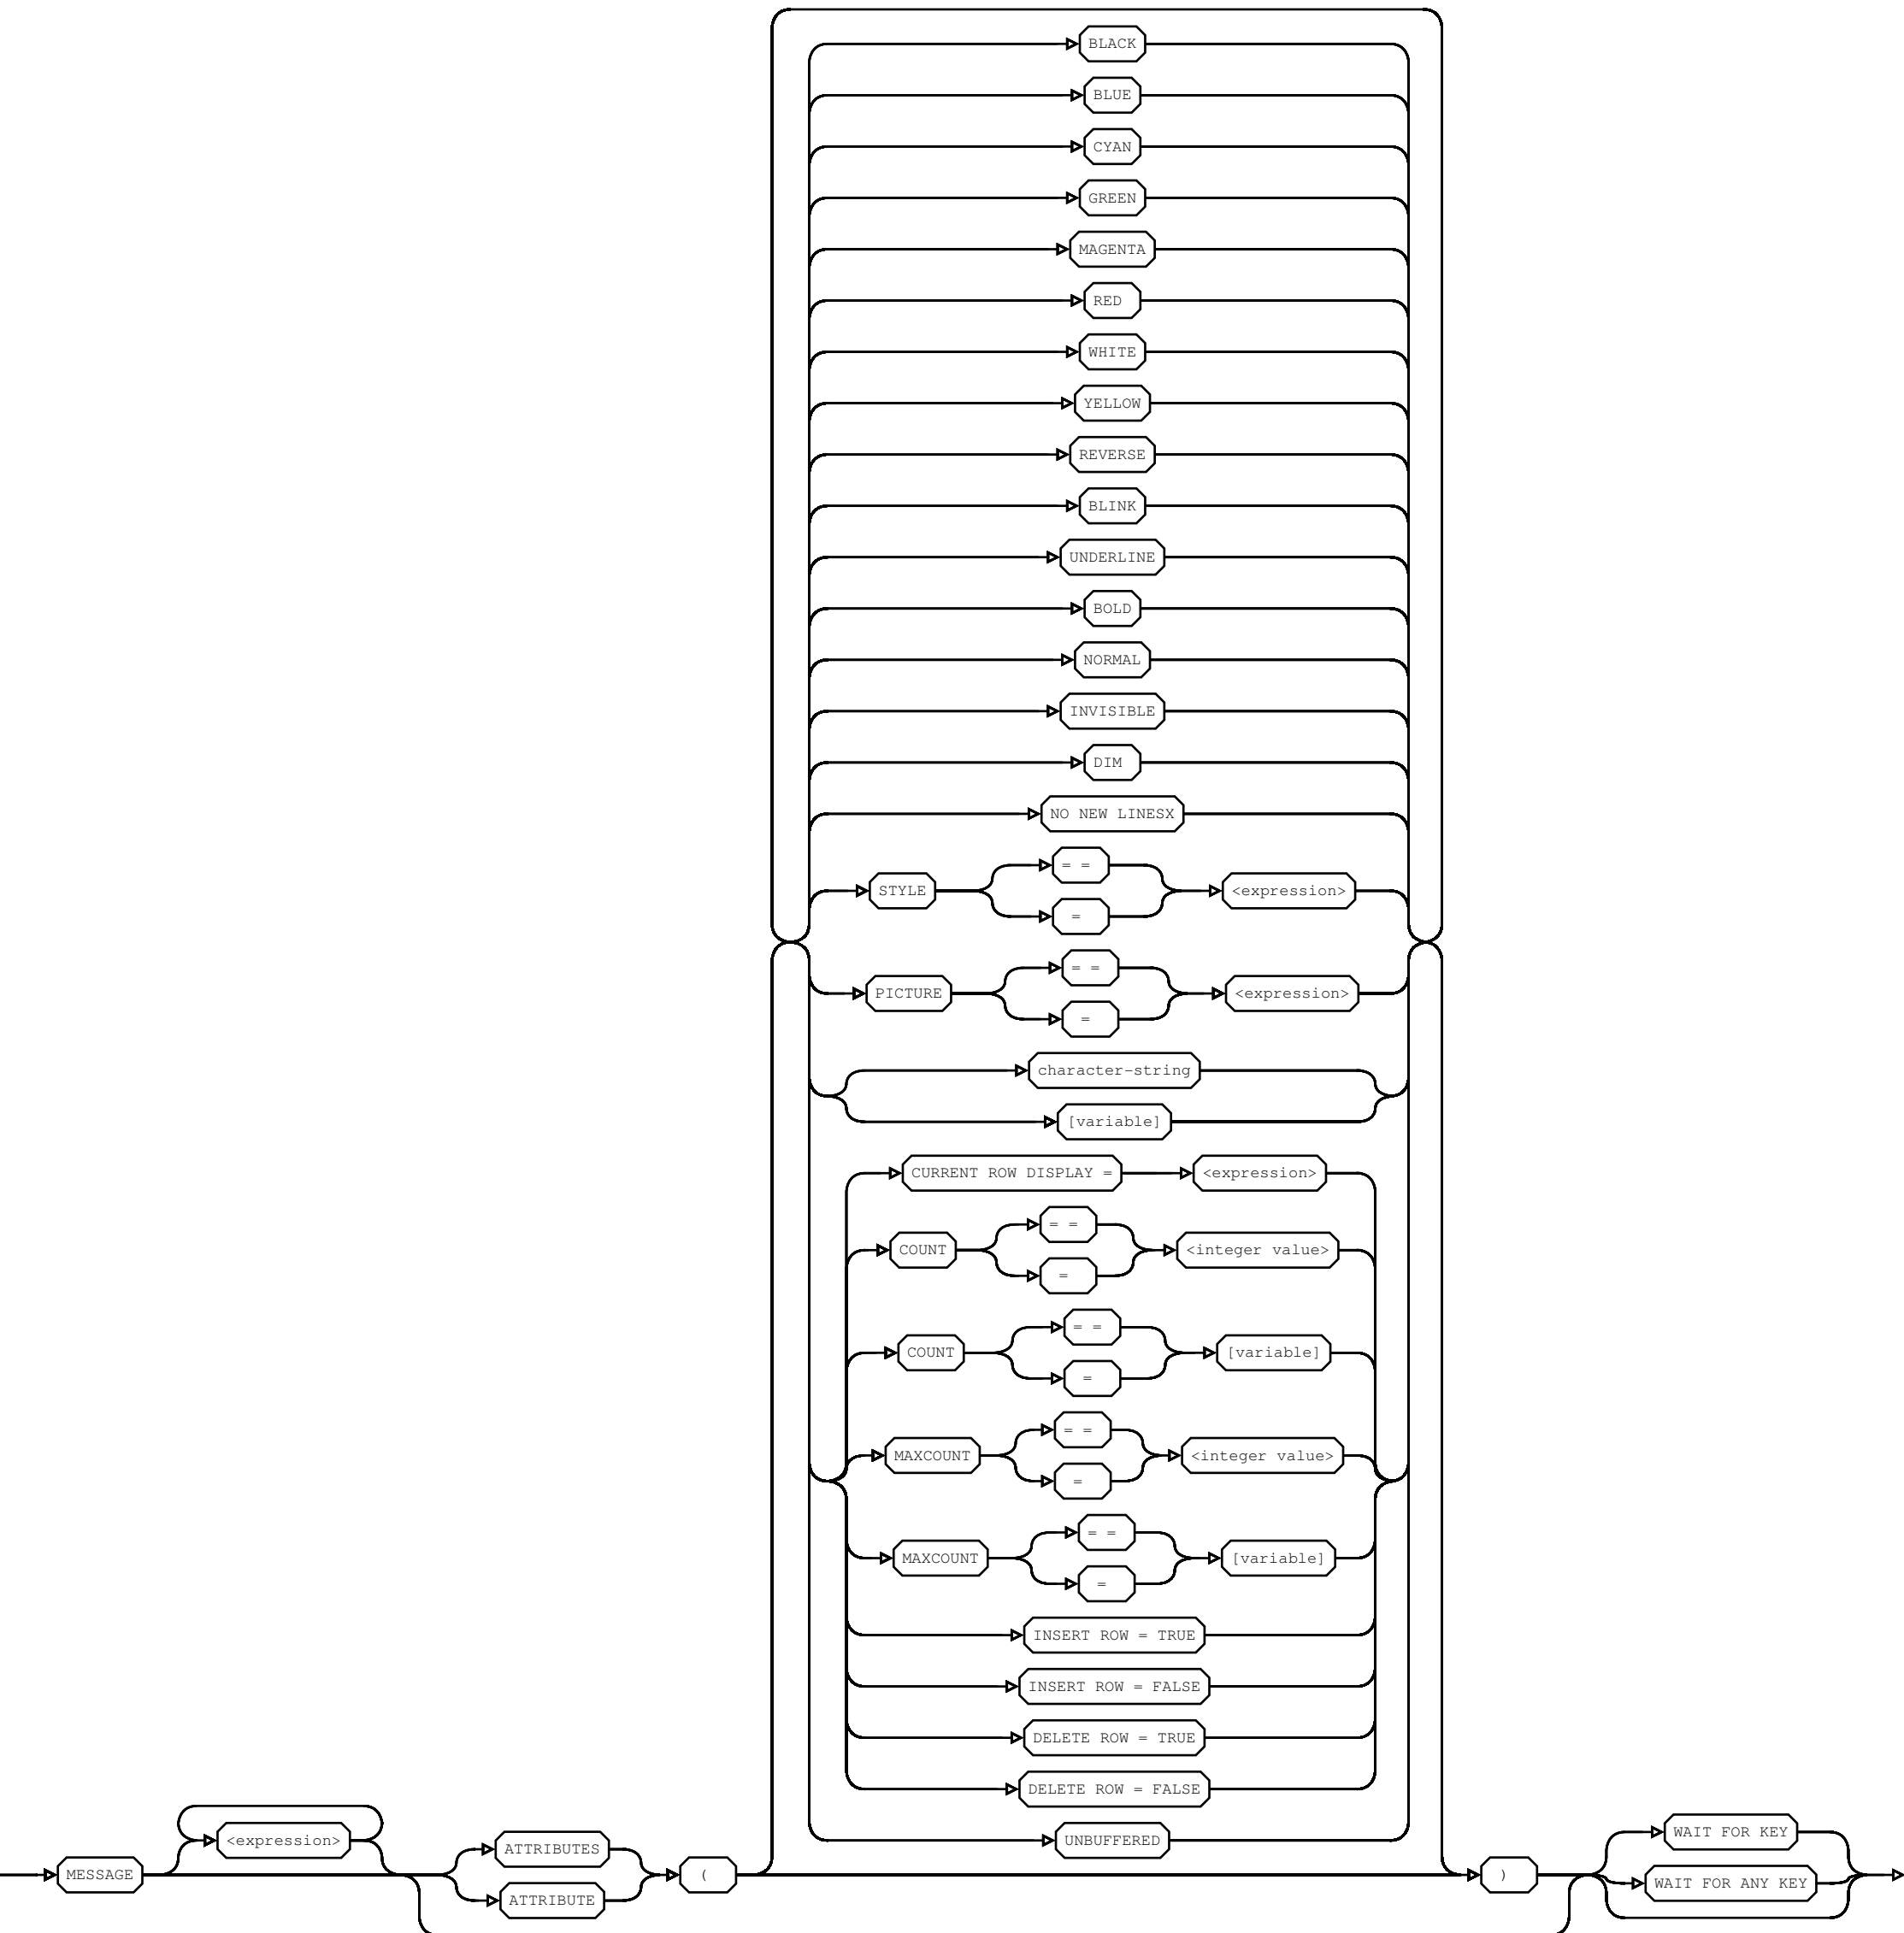 BLACK
BLUE
CYAN
GREEN
MAGENTA
RED
WHITE
YELLOW
REVERSE
BLINK
UNDERLINE
BOLD
NORMAL
INVISIBLE
DIM
NO NEW LINESX
= =
STYLE <expression>
=
= =
PICTURE <expression>
=
character-string
[variable]
CURRENT ROW DISPLAY = <expression>
= =
COUNT <integer value>
=
= =
COUNT [variable]
=
= =
MAXCOUNT <integer value>
=
= =
MAXCOUNT [variable]
=
INSERT ROW = TRUE
INSERT ROW = FALSE
DELETE ROW = TRUE
DELETE ROW = FALSE
UNBUFFERED
<expression>
ATTRIBUTES
WAIT FOR KEY
MESSAGE ( )
WAIT FOR ANY KEY
ATTRIBUTE